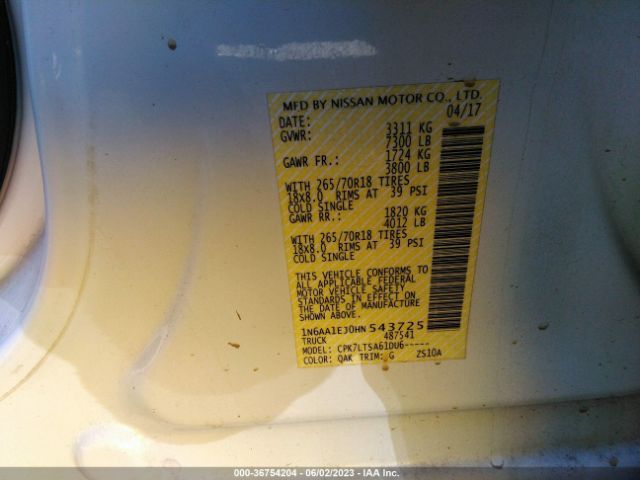 MFD BY NISSAN MOTOR CO., LTD.
DATE: 04/17
GVWR: 3311 KG
7300 LB
GAWR FR.: 1724 KG
3800 LB
WITH 265/70R18 TIRES
18X8.0 RIMS AT 39 PSI
COLD SINGLE
GAWR RR.: 1820 KG
4012 LB
WITH 265/70R18 TIRES
18X8.0 RIMS AT 39 PSI
COLD SINGLE
THIS VEHICLE CONFORMS TO
ALL APPLICABLE FEDERAL
MOTOR VEHICLE SAFETY
STANDARDS IN EFFECT ON
THE DATE OF MANUFACTURE
SHOWN ABOVE.
1N6AA1EJ0HN543725
TRUCK 487541
MODEL: CPK7LTSA61DU6-----
COLOR: QAK TRIM: G ZS10A
000-36754204 - 06/02/2023 - IAA Inc.